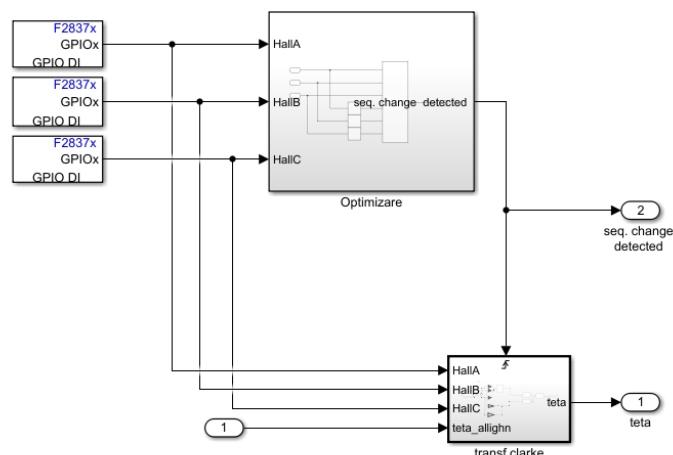 F2837x
GPIOx
GPIO DI
F2837x
GPIOx
GPIO DI
F2837x
GPIOx
GPIO DI
HallA
HallB
HallC
seq. change detected
Optimizare
2
seq. change
detected
HallA
HallB
HallC
teta_allighn
teta
transf clarke
1
1
teta